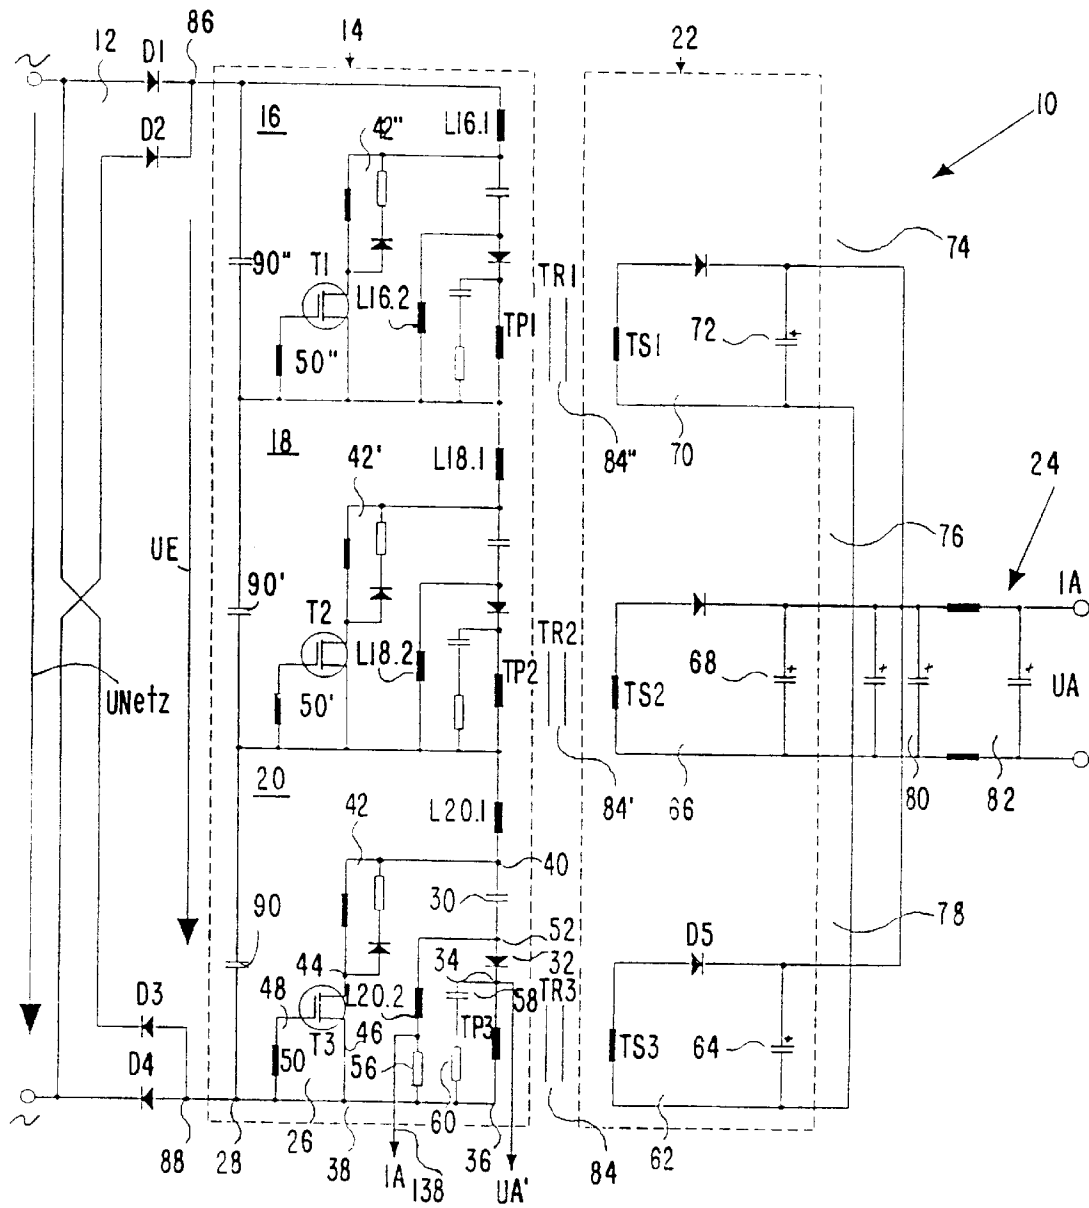 86
12
D1
14
22
~
16
42"
L16.1
10
D2
74
90"
T1
L16.2
TR1
TP1
TS1
72
50"
70
84"
18
42'
L18.1
24
UE
76
IA
90'
T2
TR2
L18.2
68
TP2
TS2
UA
UNetz
50'
20
84'
66
80
82
42
L20.1
40
30
78
90
52
D5
32
44
34
58
TR3
D3
48
L20.2
TP3
TS3
64
46
T3
D4
50
56
60
~
88
28
26
38
IA
138
36
UA'
84
62